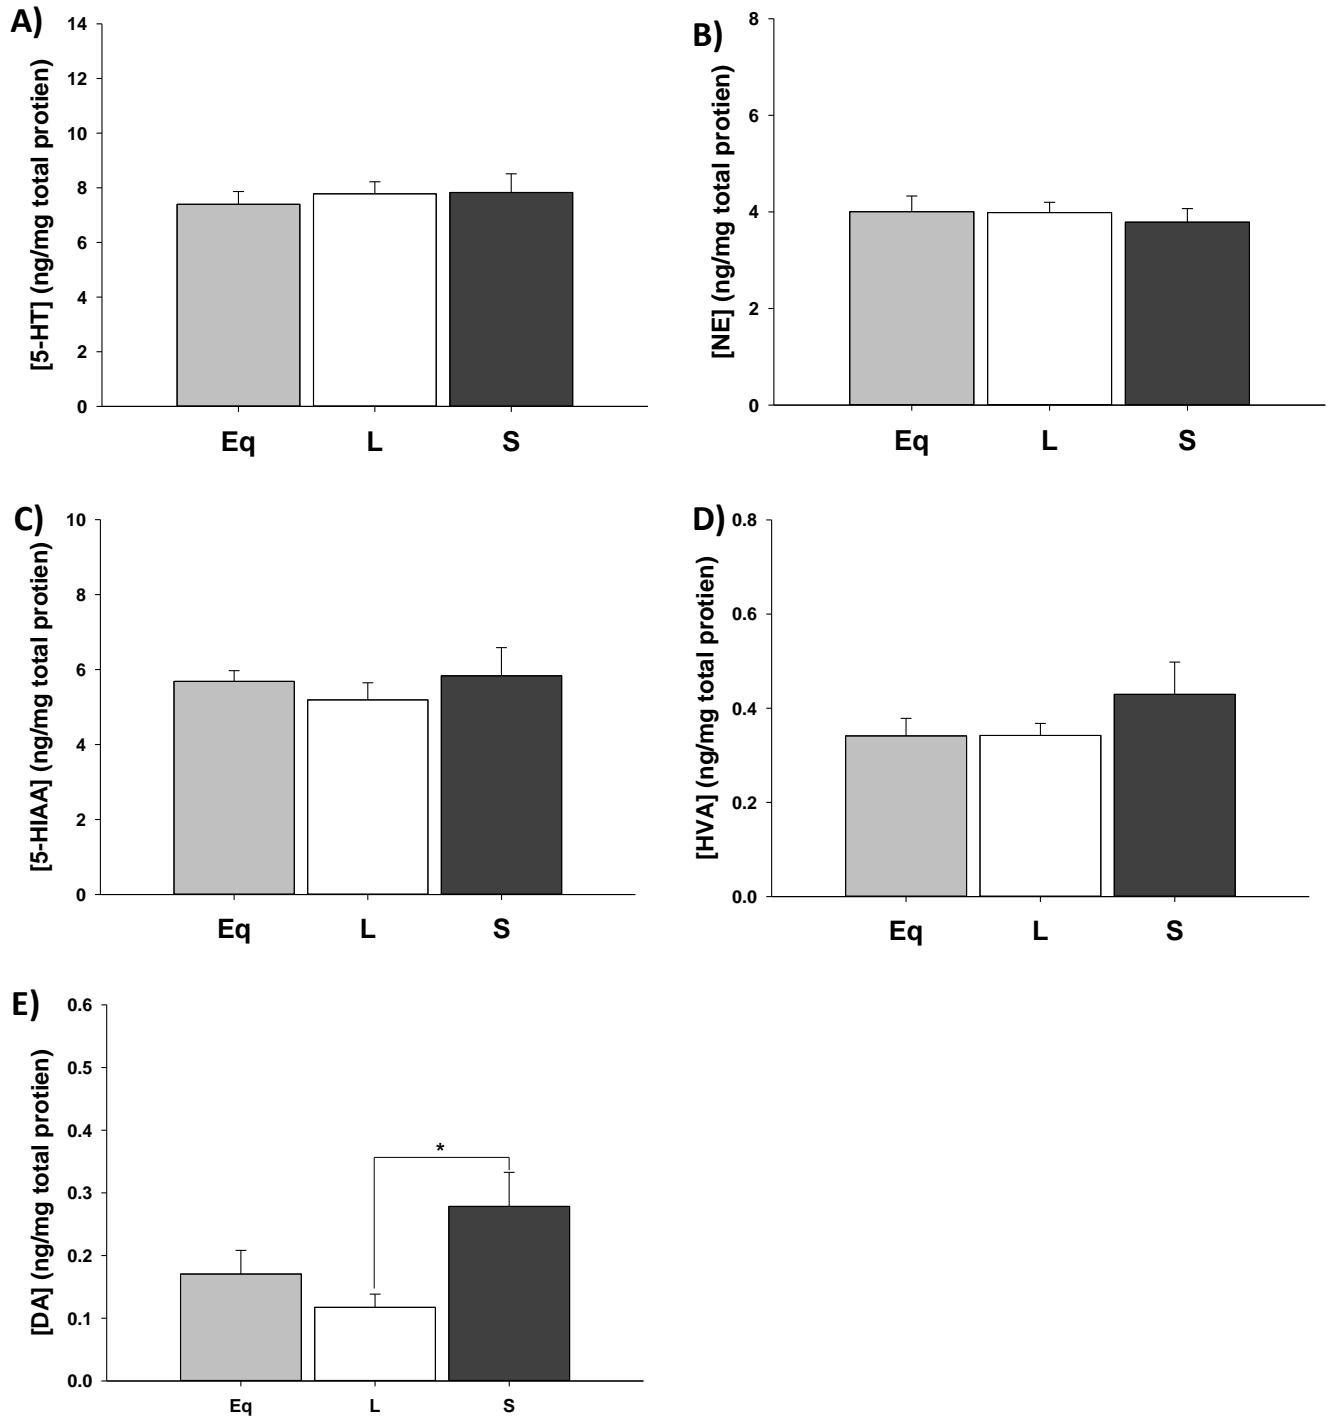 A)
[5-HT] (ng/mg total protien)
14
12
10
8
6
4
2
0
Eq L S
B)
[NE] (ng/mg total protien)
8
6
4
2
0
Eq L S
C)
[5-HIAA] (ng/mg total protien)
10
8
6
4
2
0
Eq L S
D)
[HVA] (ng/mg total protien)
0.8
0.6
0.4
0.2
0.0
Eq L S
E)
[DA] (ng/mg total protien)
0.6
0.5
0.4
0.3
0.2
0.1
0.0
*
Eq L S